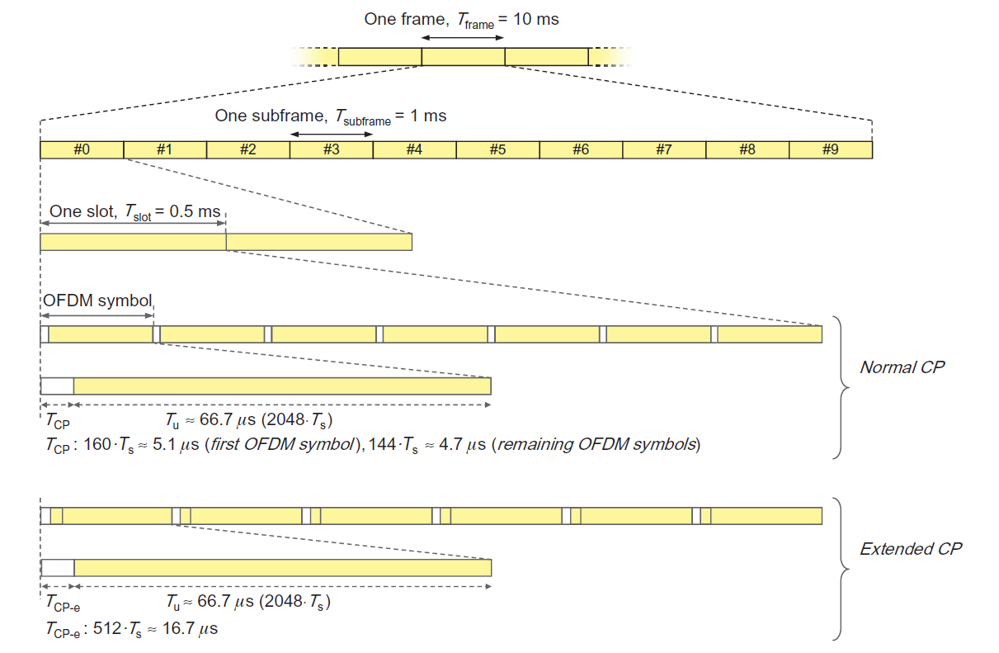 One frame, Tframe = 10 ms
One subframe, Tsubframe = 1 ms
#0 #1 #2 #3 #4 #5 #6 #7 #8 #9
One slot, Tslot = 0.5 ms
OFDM symbol
Normal CP
TCP Tu ≈ 66.7 μs (2048·Ts)
TCP : 160·Ts ≈ 5.1 μs (first OFDM symbol), 144·Ts ≈ 4.7 μs (remaining OFDM symbols)
Extended CP
TCP-e Tu ≈ 66.7 μs (2048·Ts)
TCP-e : 512·Ts ≈ 16.7 μs